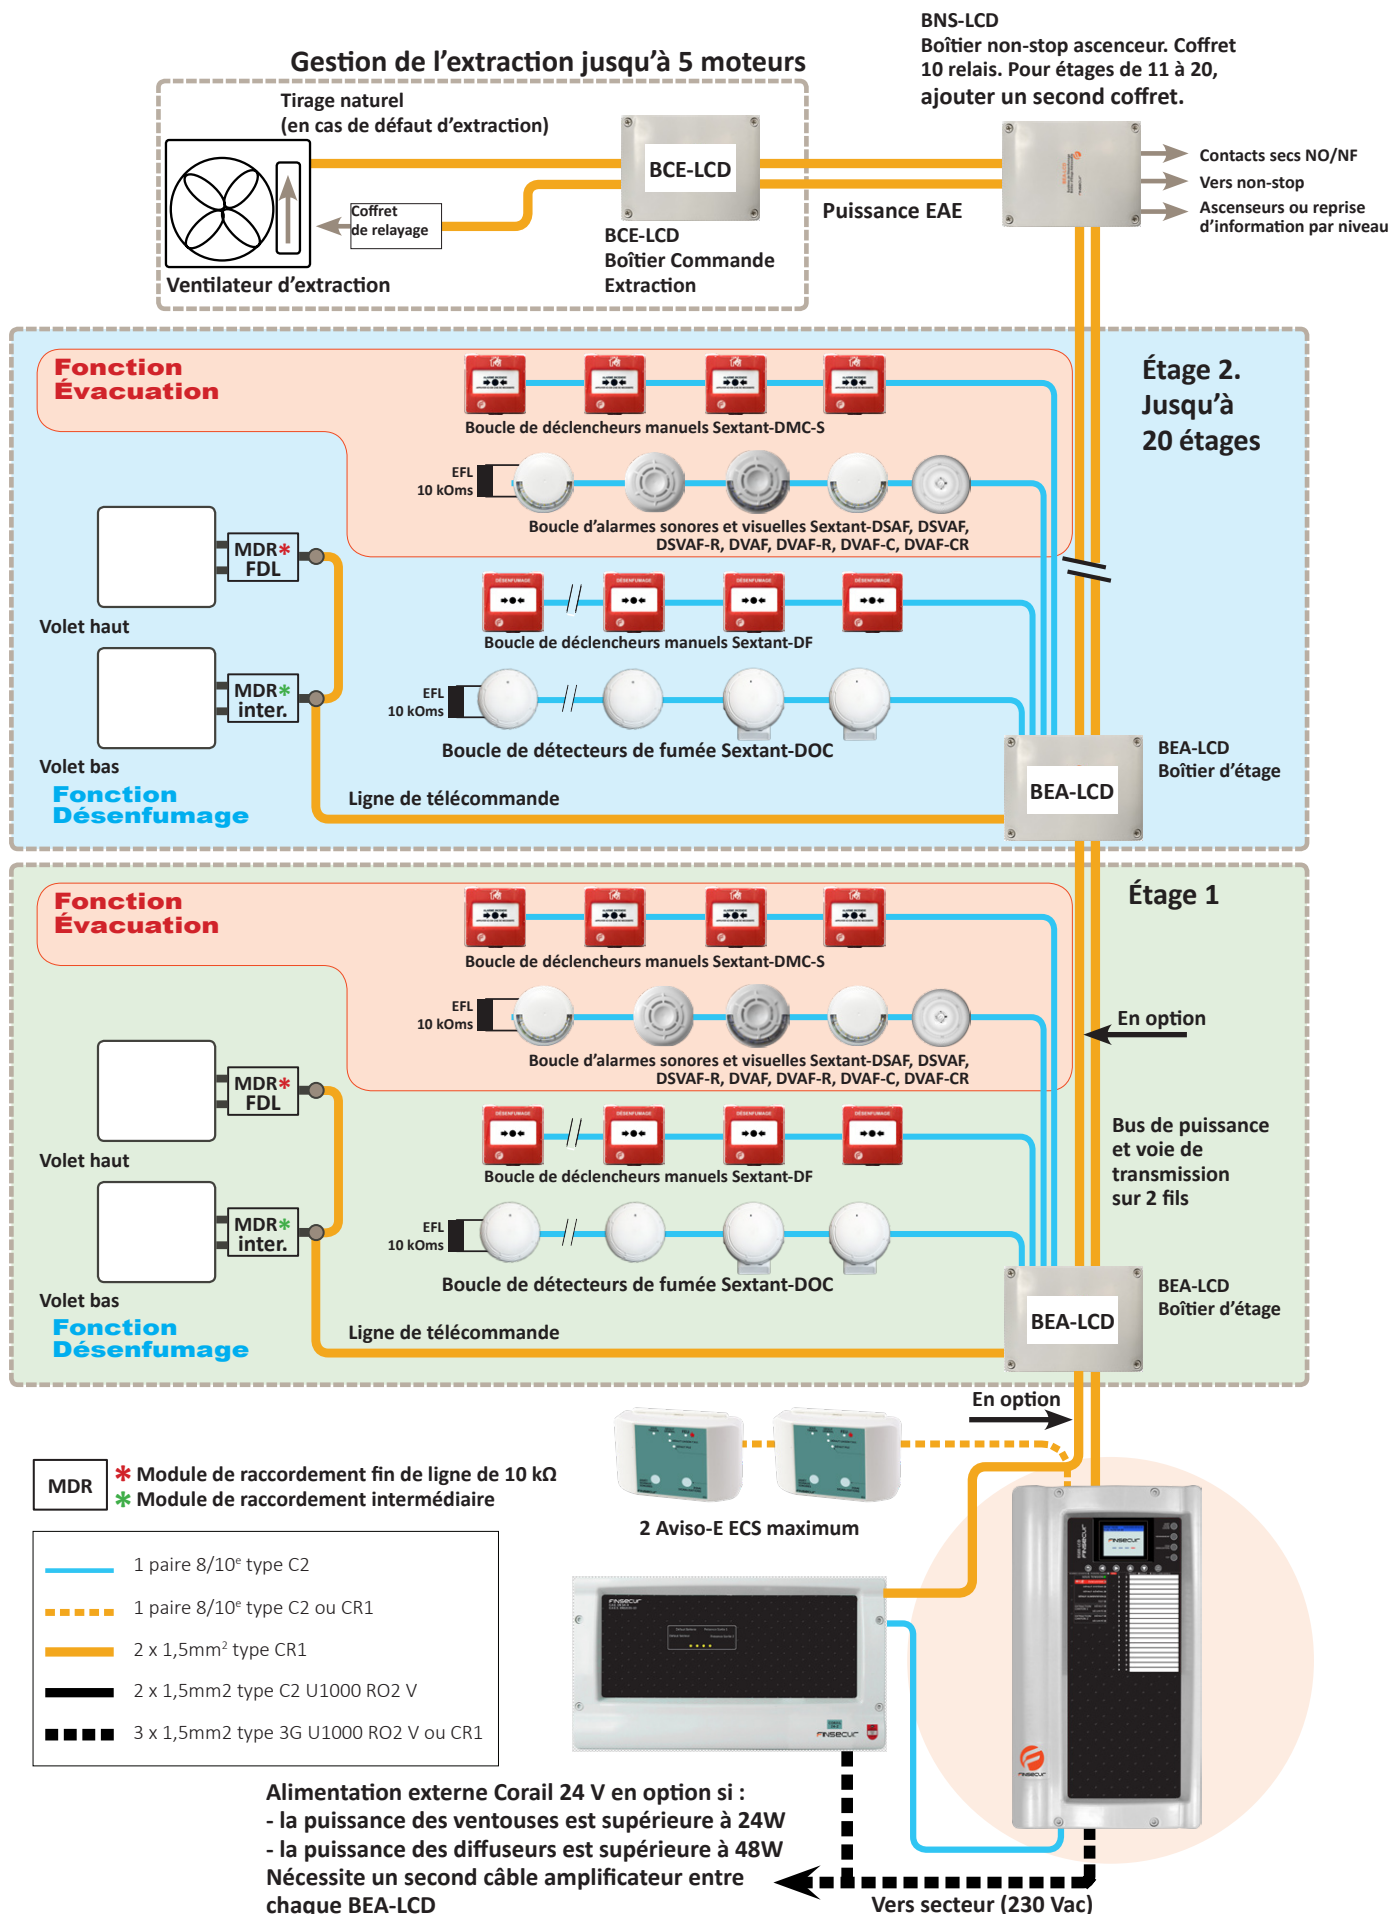 BNS-LCD
Boîtier non-stop ascenceur. Coffret
10 relais. Pour étages de 11 à 20,
ajouter un second coffret.
Gestion de l'extraction jusqu'à 5 moteurs
Tirage naturel
(en cas de défaut d'extraction)
BCE-LCD
Contacts secs NO/NF
Vers non-stop
Ascenseurs ou reprise
d'information par niveau
Puissance EAE
Coffret
de relayage
BCE-LCD
Boîtier Commande
Extraction
Ventilateur d'extraction
Fonction
Évacuation
Étage 2.
Jusqu'à
20 étages
Boucle de déclencheurs manuels Sextant-DMC-S
EFL
10 kOms
Boucle d'alarmes sonores et visuelles Sextant-DSAF, DSVAF,
DSVAF-R, DVAF, DVAF-R, DVAF-C, DVAF-CR
MDR*
FDL
DÉSENFUMAGE
DÉSENFUMAGE
DÉSENFUMAGE
DÉSENFUMAGE
Volet haut
Boucle de déclencheurs manuels Sextant-DF
MDR*
inter.
EFL
10 kOms
Boucle de détecteurs de fumée Sextant-DOC
Volet bas
BEA-LCD
BEA-LCD
Boîtier d'étage
Fonction
Désenfumage
Ligne de télécommande
Fonction
Évacuation
Étage 1
Boucle de déclencheurs manuels Sextant-DMC-S
EFL
10 kOms
En option
Boucle d'alarmes sonores et visuelles Sextant-DSAF, DSVAF,
DSVAF-R, DVAF, DVAF-R, DVAF-C, DVAF-CR
MDR*
FDL
DÉSENFUMAGE
DÉSENFUMAGE
DÉSENFUMAGE
DÉSENFUMAGE
Bus de puissance
et voie de
transmission
sur 2 fils
Volet haut
Boucle de déclencheurs manuels Sextant-DF
MDR*
inter.
EFL
10 kOms
Boucle de détecteurs de fumée Sextant-DOC
Volet bas
BEA-LCD
BEA-LCD
Boîtier d'étage
Fonction
Désenfumage
Ligne de télécommande
En option
MDR
* Module de raccordement fin de ligne de 10 kΩ
* Module de raccordement intermédiaire
2 Aviso-E ECS maximum
1 paire 8/10e type C2
1 paire 8/10e type C2 ou CR1
2 x 1,5mm2 type CR1
2 x 1,5mm2 type C2 U1000 RO2 V
3 x 1,5mm2 type 3G U1000 RO2 V ou CR1
FINSECUR
FINSECUR
FINSECUR
FINSECUR
FINSECUR
Alimentation externe Corail 24 V en option si :
- la puissance des ventouses est supérieure à 24W
- la puissance des diffuseurs est supérieure à 48W
Nécessite un second câble amplificateur entre
chaque BEA-LCD
Vers secteur (230 Vac)